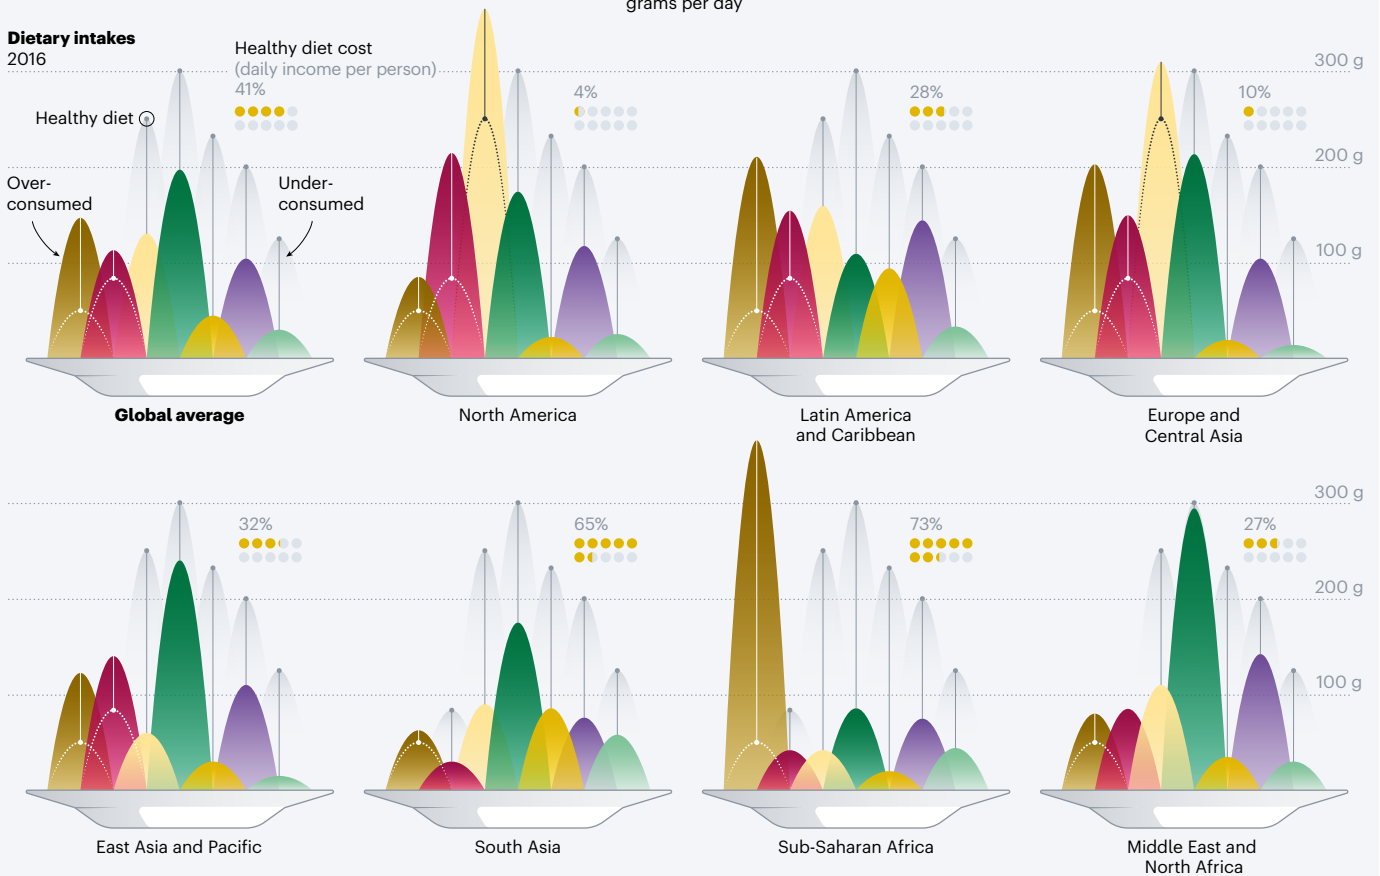 grams per day
Dietary intakes
2016
Healthy diet cost
(daily income per person)
41%
4%
28%
10%
300 g
Healthy diet
200 g
Over-
consumed
Under-
consumed
100 g
Global average
North America
Latin America
and Caribbean
Europe and
Central Asia
300 g
32%
65%
73%
27%
200 g
100 g
East Asia and Pacific
South Asia
Sub-Saharan Africa
Middle East and
North Africa